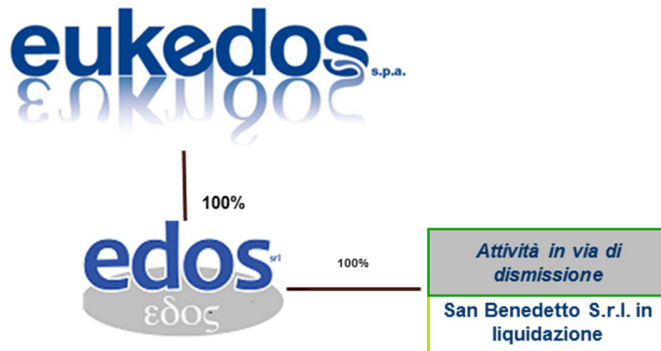 eukedos s.p.a.
100%
edos srl
εδος
100%
Attività in via di
dismissione
San Benedetto S.r.l. in
liquidazione